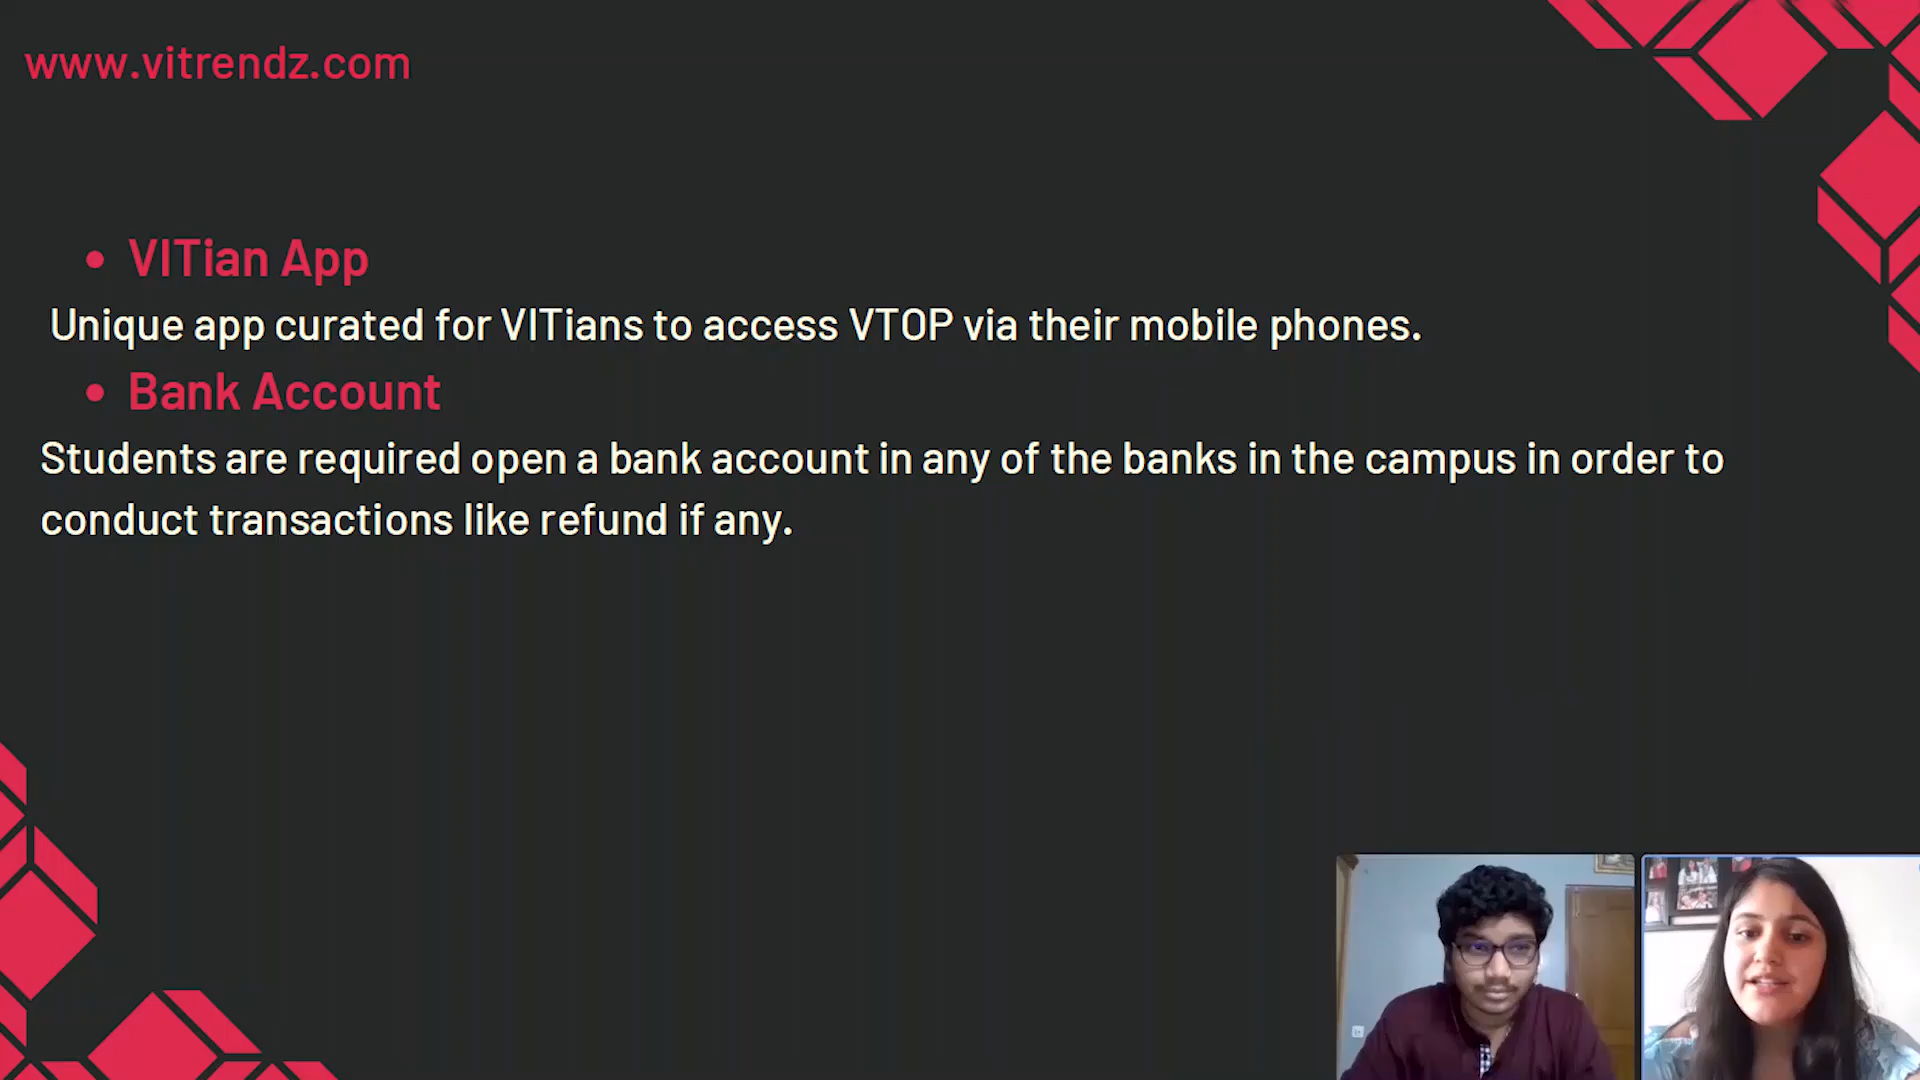 www.vitrendz.com
• VITian App
Unique app curated for VITians to access VTOP via their mobile phones.
• Bank Account
Students are required open a bank account in any of the banks in the campus in order to
conduct transactions like refund if any.